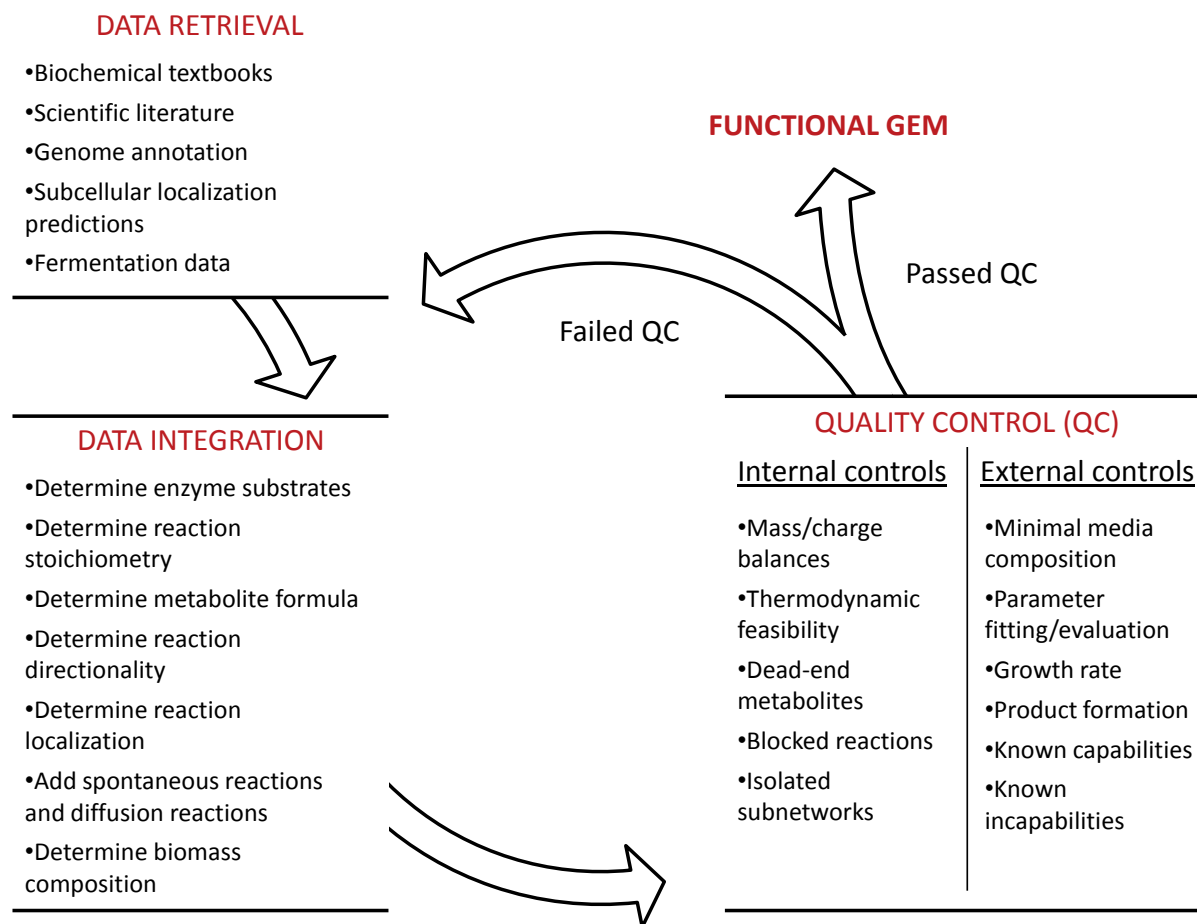 DATA RETRIEVAL
•Biochemical textbooks
•Scientific literature
•Genome annotation
•Subcellular localization
predictions
•Fermentation data
FUNCTIONAL GEM
Passed QC
Failed QC
DATA INTEGRATION
•Determine enzyme substrates
•Determine reaction
stoichiometry
•Determine metabolite formula
•Determine reaction
directionality
•Determine reaction
localization
•Add spontaneous reactions
and diffusion reactions
•Determine biomass
composition
QUALITY CONTROL (QC)
Internal controls
•Mass/charge
balances
•Thermodynamic
feasibility
•Dead-end
metabolites
•Blocked reactions
•Isolated
subnetworks
External controls
•Minimal media
composition
•Parameter
fitting/evaluation
•Growth rate
•Product formation
•Known capabilities
•Known
incapabilities